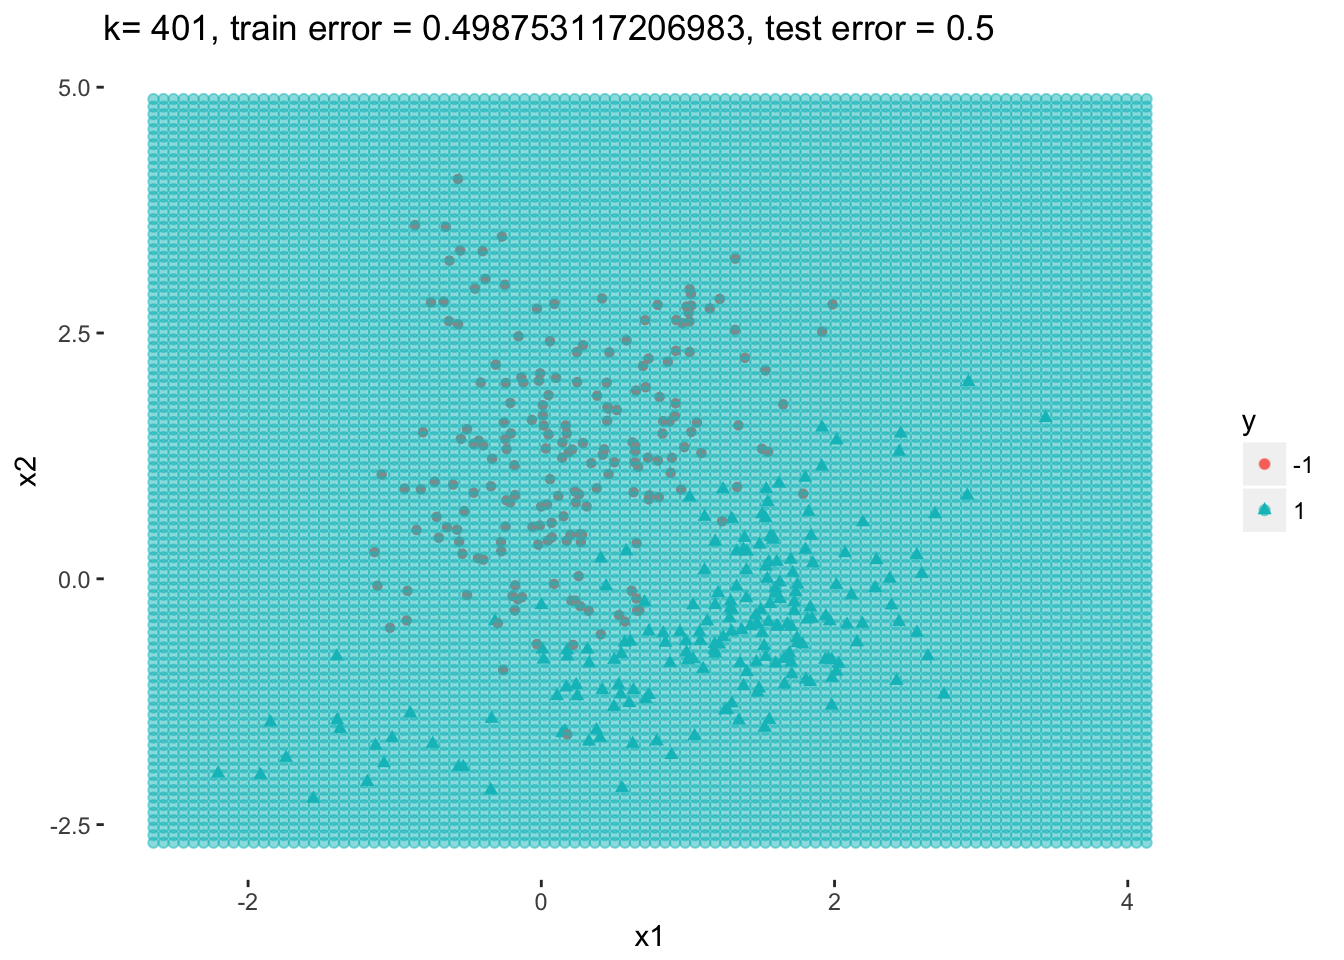 k= 401, train error = 0.498753117206983, test error = 0.5
5.0
2.5
0.0
-2.5
x2
-2
0
2
4
x1
y
-1
1